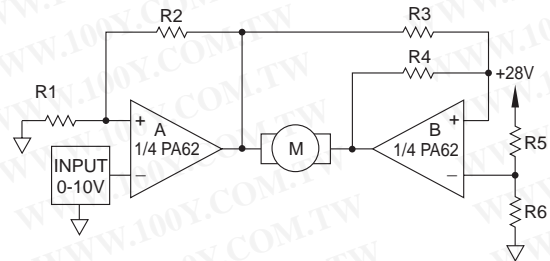 R2
R3
R4
+28V
R1
+
A
1/4 PA62
–
M
+
B
1/4 PA62
–
R5
INPUT
0-10V
R6
WWW.100Y.COM.TW